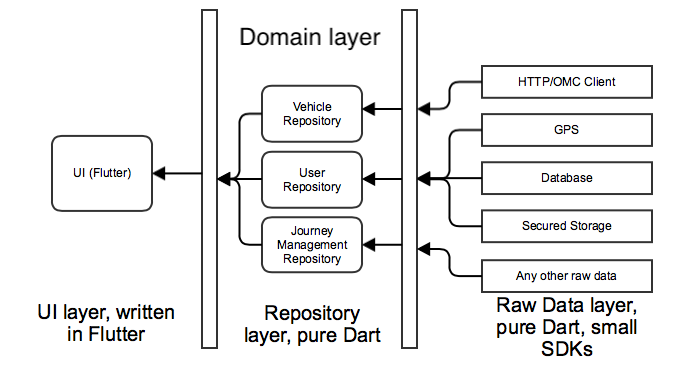 Domain layer
HTTP/OMC Client
Vehicle
Repository
GPS
UI (Flutter)
User
Repository
Database
Secured Storage
Journey
Management
Repository
Any other raw data
UI layer, written
in Flutter
Repository
layer, pure Dart
Raw Data layer,
pure Dart, small
SDKs